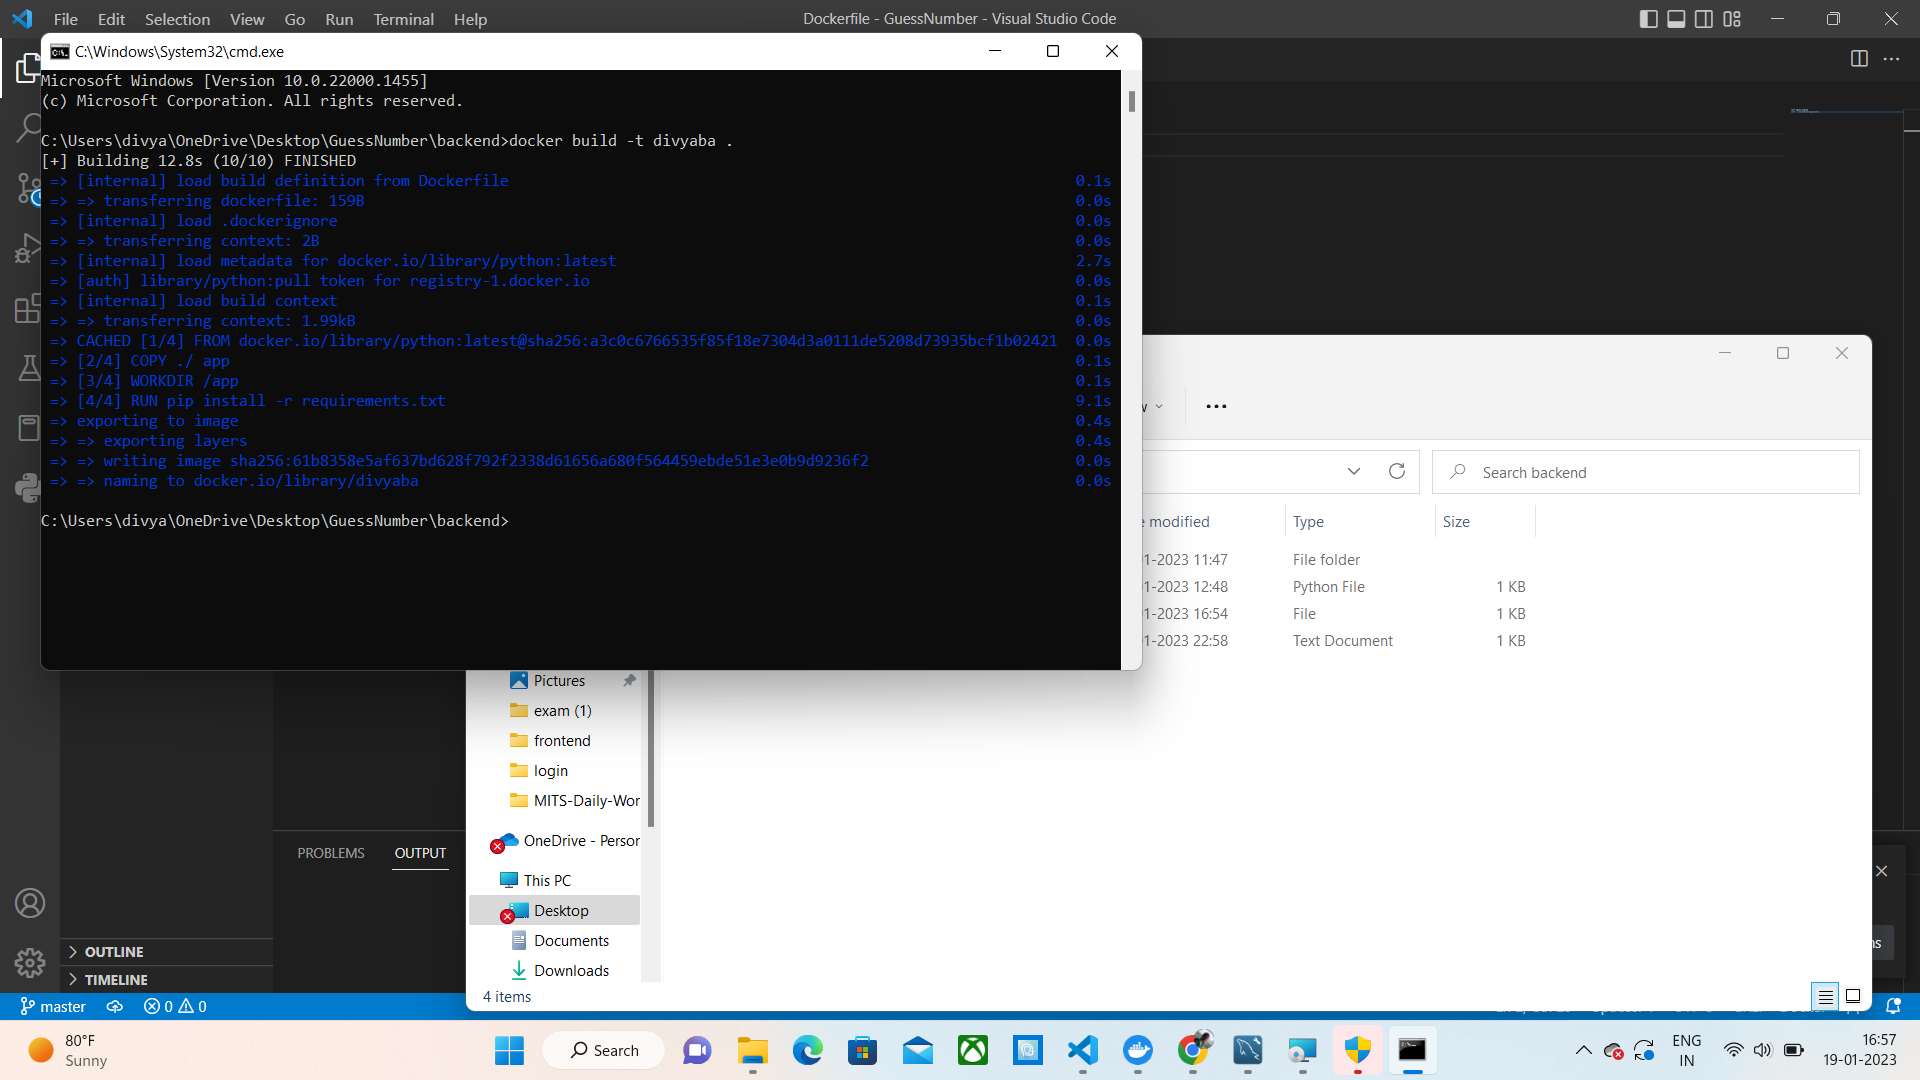 File Edit Selection View Go Run Terminal Help
Dockerfile - GuessNumber - Visual Studio Code
C:\Windows\System32\cmd.exe
Microsoft Windows [Version 10.0.22000.1455]
(c) Microsoft Corporation. All rights reserved.
C:\Users\divya\OneDrive\Desktop\GuessNumber\backend>docker build -t divyaba .
[+] Building 12.8s (10/10) FINISHED
=> [internal] load build definition from Dockerfile 0.1s
=> => transferring dockerfile: 159B 0.0s
=> [internal] load .dockerignore 0.0s
=> => transferring context: 2B 0.0s
=> [internal] load metadata for docker.io/library/python:latest 2.7s
=> [auth] library/python:pull token for registry-1.docker.io 0.0s
=> [internal] load build context 0.1s
=> => transferring context: 1.99kB 0.0s
=> CACHED [1/4] FROM docker.io/library/python:latest@sha256:a3c0c6766535f85f18e7304d3a0111de5208d73935bcf1b02421 0.0s
=> [2/4] COPY ./ app 0.1s
=> [3/4] WORKDIR /app 0.1s
=> [4/4] RUN pip install -r requirements.txt 9.1s
=> exporting to image 0.4s
=> => exporting layers 0.4s
=> => writing image sha256:61b8358e5af637bd628f792f2338d61656a680f564459ebde51e3e0b9d9236f2 0.0s
=> => naming to docker.io/library/divyaba 0.0s
C:\Users\divya\OneDrive\Desktop\GuessNumber\backend>
Search backend
modified Type Size
1-2023 11:47 File folder
1-2023 12:48 Python File 1 KB
1-2023 16:54 File 1 KB
1-2023 22:58 Text Document 1 KB
Pictures
exam (1)
frontend
login
MITS-Daily-Wor
OneDrive - Persor
This PC
Desktop
Documents
Downloads
4 items
PROBLEMS OUTPUT
OUTLINE
TIMELINE
master 0 0
80°F
Sunny
Search
ENG
IN
16:57
19-01-2023